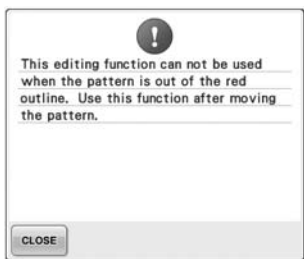 This editing function can not be used
when the pattern is out of the red
outline. Use this function after moving
the pattern.
CLOSE